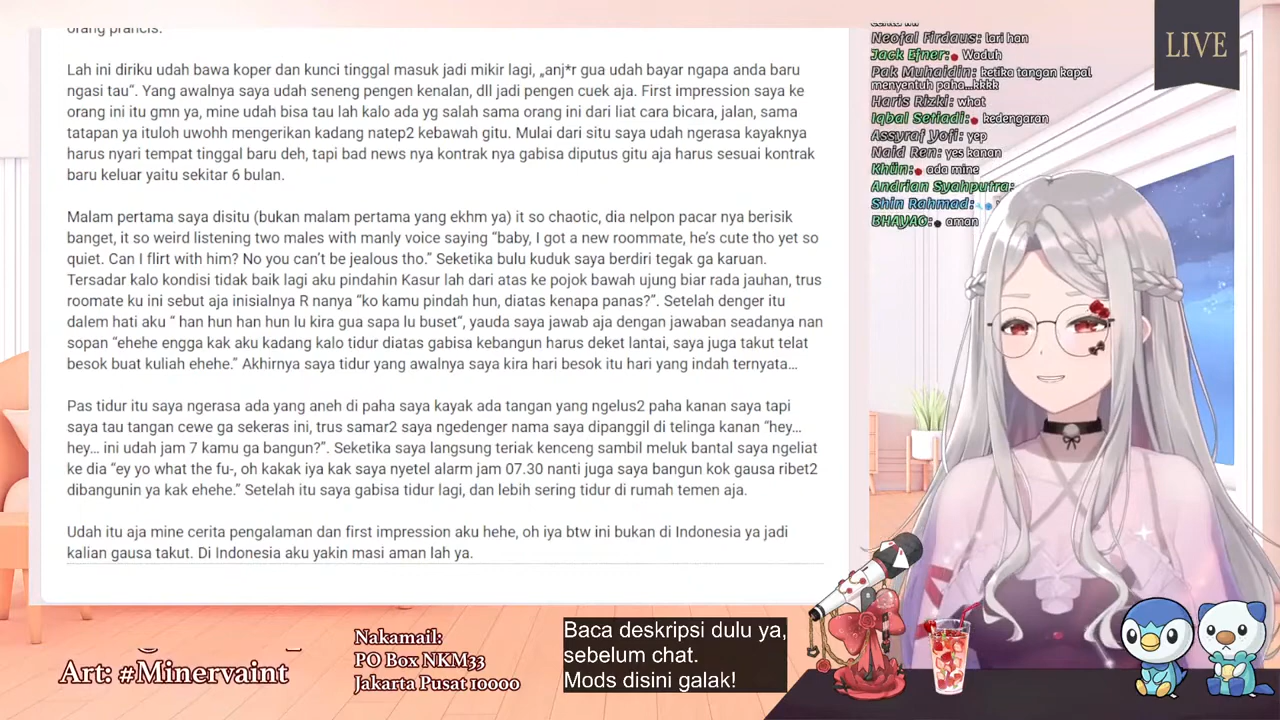 orang prancis.
Lah ini diriku udah bawa koper dan kunci tinggal masuk jadi mikir lagi, „anj*r gua udah bayar ngapa anda baru
ngasi tau“. Yang awalnya saya udah seneng pengen kenalan, dll jadi pengen cuek aja. First impression saya ke
orang ini itu gmn ya, mine udah bisa tau lah kalo ada yg salah sama orang ini dari liat cara bicara, jalan, sama
tatapan ya ituloh uwohh mengerikan kadang natep2 kebawah gitu. Mulai dari situ saya udah ngerasa kayaknya
harus nyari tempat tinggal baru deh, tapi bad news nya kontrak nya gabisa diputus gitu aja harus sesuai kontrak
baru keluar yaitu sekitar 6 bulan.
Malam pertama saya disitu (bukan malam pertama yang ekhm ya) it so chaotic, dia nelpon pacar nya berisik
banget, it so weird listening two males with manly voice saying “baby, I got a new roommate, he’s cute tho yet so
quiet. Can I flirt with him? No you can’t be jealous tho.” Seketika bulu kuduk saya berdiri tegak ga karuan.
Tersadar kalo kondisi tidak baik lagi aku pindahin Kasur lah dari atas ke pojok bawah ujung biar rada jauhan, trus
roomate ku ini sebut aja inisialnya R nanya “ko kamu pindah hun, diatas kenapa panas?”. Setelah denger itu
dalem hati aku “ han hun han hun lu kira gua sapa lu buset“, yauda saya jawab aja dengan jawaban seadanya nan
sopan “ehehe engga kak aku kadang kalo tidur diatas gabisa kebangun harus deket lantai, saya juga takut telat
besok buat kuliah ehehe.” Akhirnya saya tidur yang awalnya saya kira hari besok itu hari yang indah ternyata…
Pas tidur itu saya ngerasa ada yang aneh di paha saya kayak ada tangan yang ngelus2 paha kanan saya tapi
saya tau tangan cewe ga sekeras ini, trus samar2 saya ngedenger nama saya dipanggil di telinga kanan “hey…
hey… ini udah jam 7 kamu ga bangun?”. Seketika saya langsung teriak kenceng sambil meluk bantal saya ngeliat
ke dia “ey yo what the fu-, oh kakak iya kak saya nyetel alarm jam 07.30 nanti juga saya bangun kok gausa ribet2
dibangunin ya kak ehehe.” Setelah itu saya gabisa tidur lagi, dan lebih sering tidur di rumah temen aja.
Udah itu aja mine cerita pengalaman dan first impression aku hehe, oh iya btw ini bukan di Indonesia ya jadi
kalian gausa takut. Di Indonesia aku yakin masi aman lah ya.
Neofal Firdaus: lari han
Jack Efner: Waduh
Pak Muhaidin: ketika tangan kapal
menyentuh paha...kkkk
Haris Rizki: what
Iqbal Setiadi: kedengaran
Assyraf Yofi: yep
Naid Ren: yes kanan
Khün: ada mine
Andrian Syahputra:
Shin Rahmad:
BHAYAO: aman
LIVE
Art: #Minervaint
Nakamail:
PO Box NKM33
Jakarta Pusat 10000
Baca deskripsi dulu ya,
sebelum chat.
Mods disini galak!